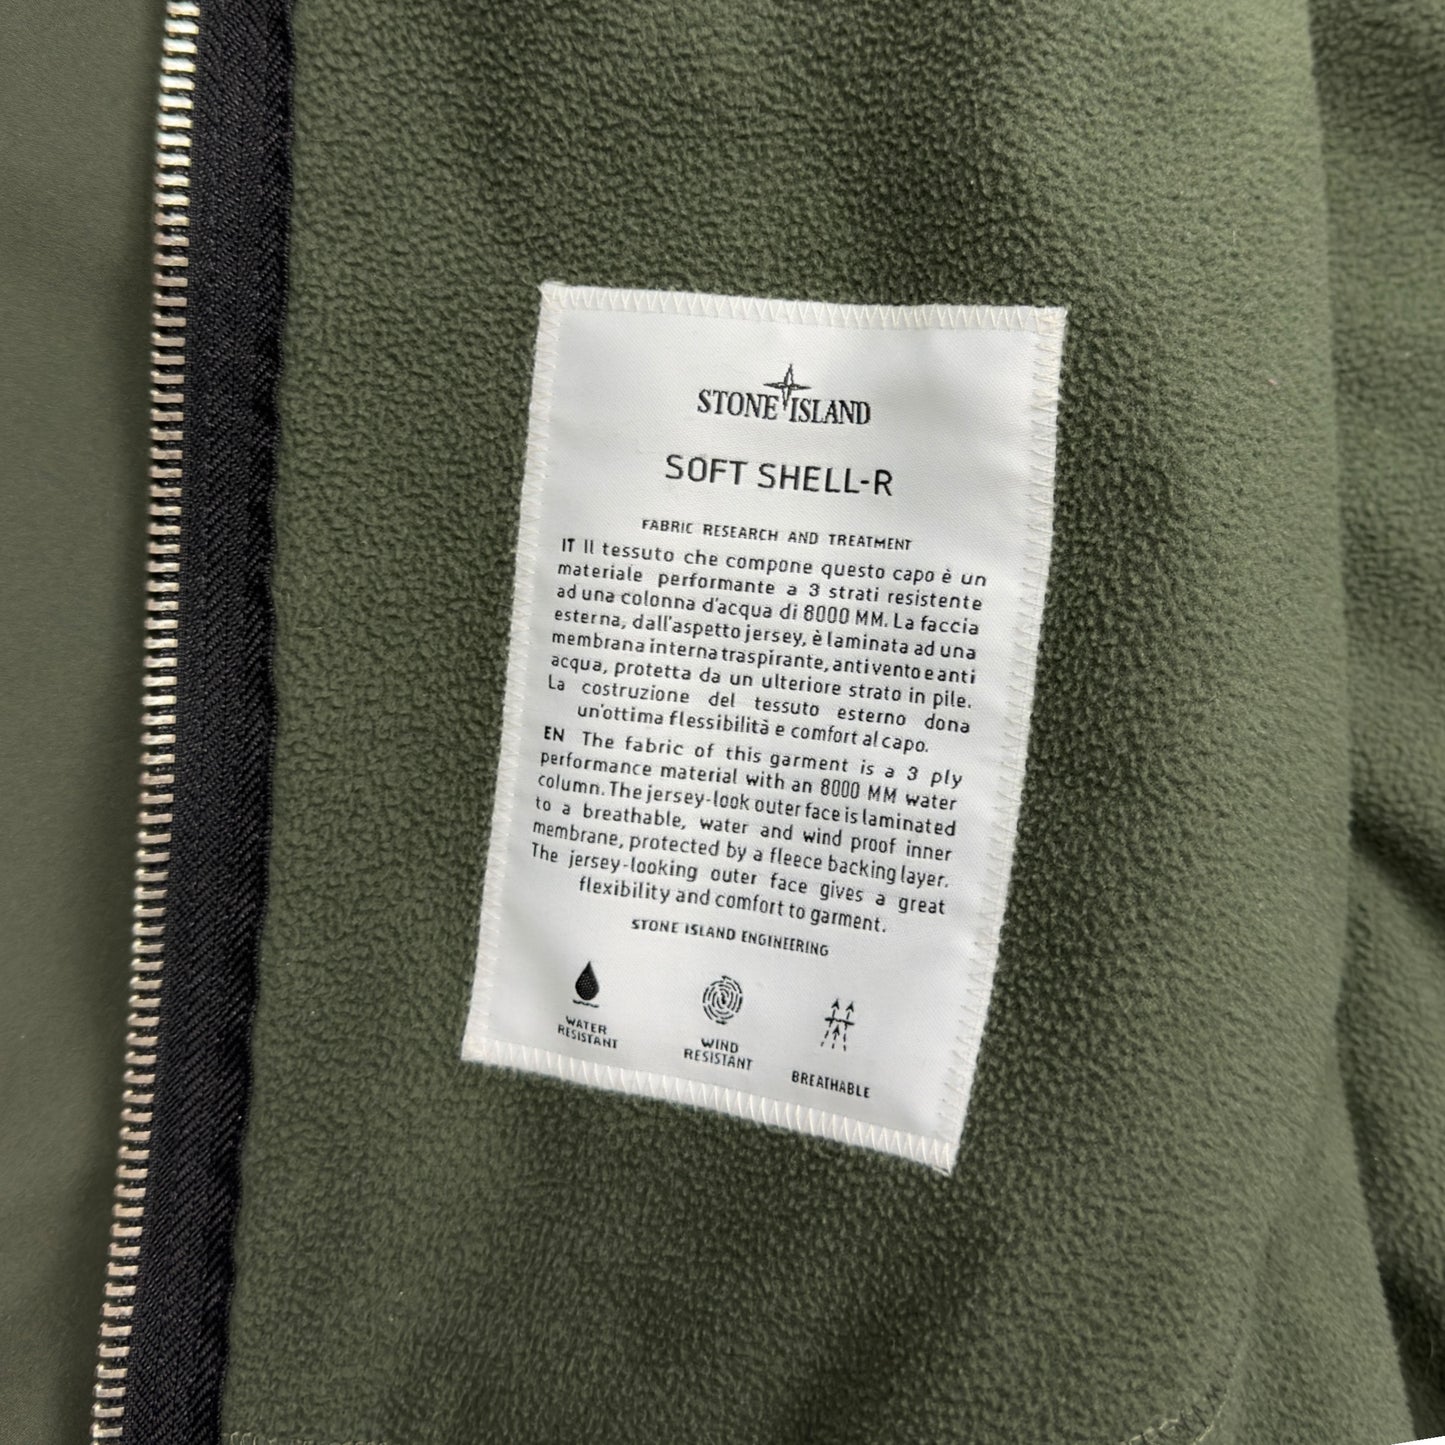 STONE ISLAND
SOFT SHELL-R
FABRIC RESEARCH AND TREATMENT
IT Il tessuto che compone questo capo è un
materiale performante a 3 strati resistente
ad una colonna d'acqua di 8000 MM. La faccia
esterna, dall'aspetto jersey, è laminata ad una
membrana interna traspirante, antivento e anti
acqua, protetta da un ulteriore strato in pile.
La costruzione del tessuto esterno dona
un'ottima flessibilità e comfort al capo.
EN The fabric of this garment is a 3 ply
performance material with an 8000 MM water
column. The jersey-look outer face is laminated
to a breathable, water and wind proof inner
membrane, protected by a fleece backing layer.
The jersey-looking outer face gives a great
flexibility and comfort to garment.
STONE ISLAND ENGINEERING
WATER
RESISTANT
WIND
RESISTANT
BREATHABLE